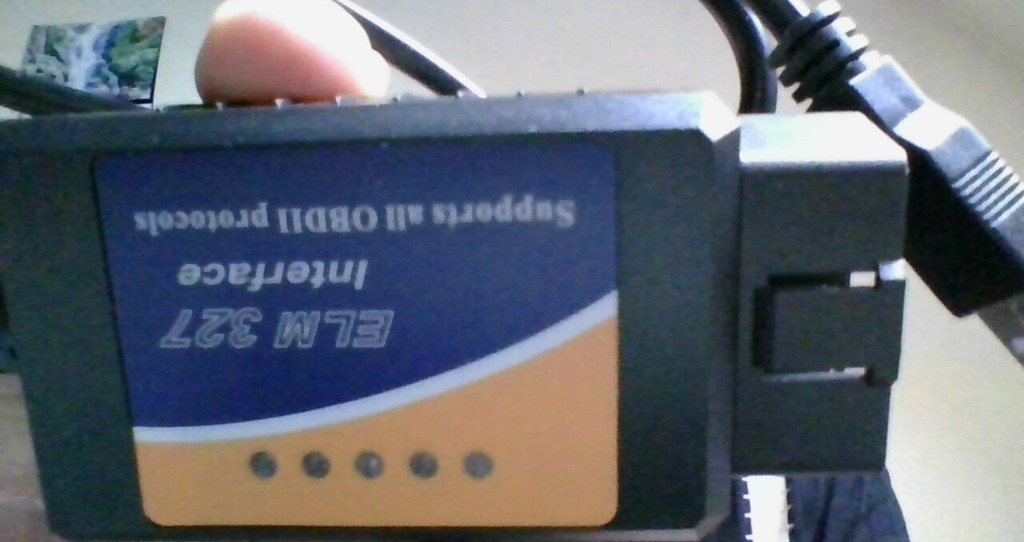 ELM 327
Interface
Supports all OBDII protocols